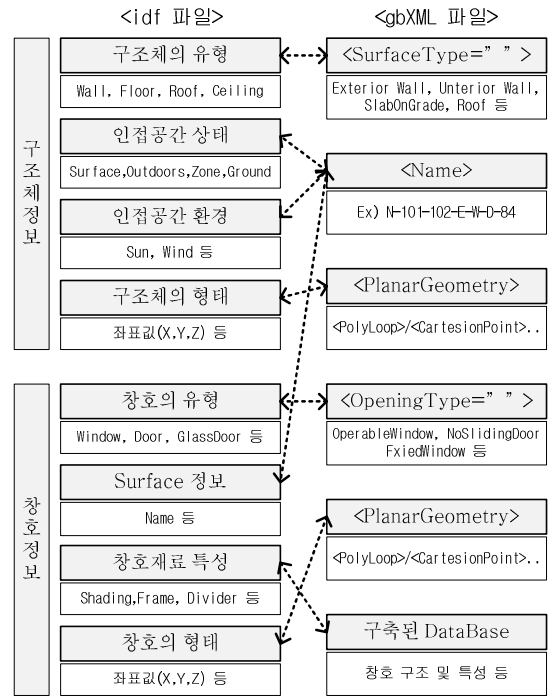 <idf 파일>
<gbXML 파일>
구조체정보
구조체의 유형
Wall, Floor, Roof, Ceiling
인접공간 상태
Surface,Outdoors,Zone,Ground
인접공간 환경
Sun, Wind 등
구조체의 형태
좌표값(X,Y,Z) 등
<SurfaceType=” ”>
Exterior Wall, Unterior Wall,
SlabOnGrade, Roof 등
<Name>
Ex) N-101-102-E-W-D-84
<PlanarGeometry>
<PolyLoop>/<CartesionPoint>..
창호정보
창호의 유형
Window, Door, GlassDoor 등
Surface 정보
Name 등
창호재료 특성
Shading,Frame, Divider 등
창호의 형태
좌표값(X,Y,Z) 등
<OpeningType=” ”>
OperableWindow, NoSlidingDoor
FxiedWindow 등
<PlanarGeometry>
<PolyLoop>/<CartesionPoint>..
구축된 DataBase
창호 구조 및 특성 등